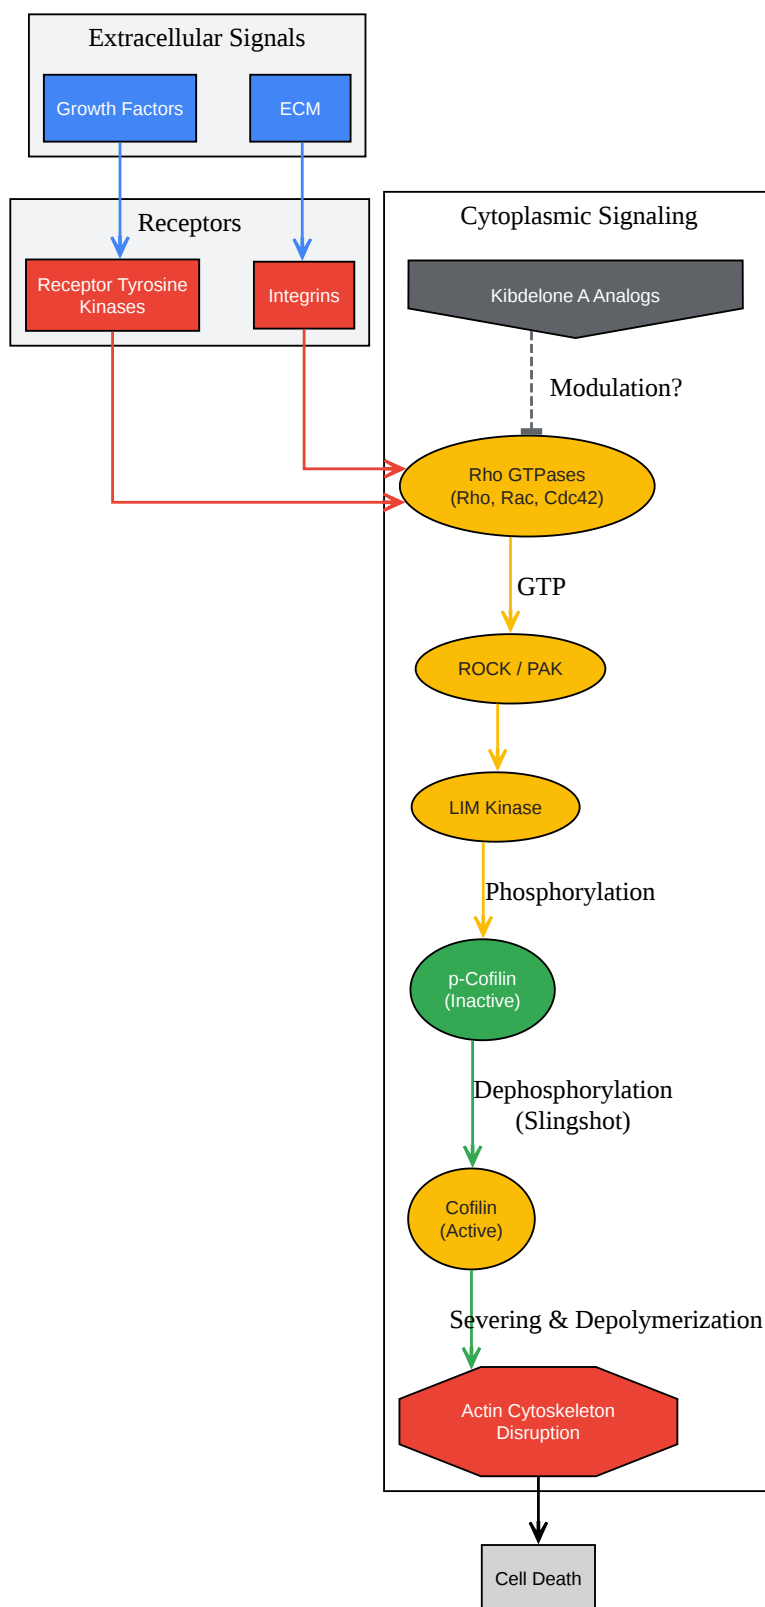 Extracellular Signals
Growth Factors
ECM
Receptors
Receptor Tyrosine
Kinases
Integrins
Cytoplasmic Signaling
Kibdelone A Analogs
Modulation?
Rho GTPases
(Rho, Rac, Cdc42)
GTP
ROCK / PAK
LIM Kinase
Phosphorylation
p-Cofilin
(Inactive)
Dephosphorylation
(Slingshot)
Cofilin
(Active)
Severing & Depolymerization
Actin Cytoskeleton
Disruption
Cell Death